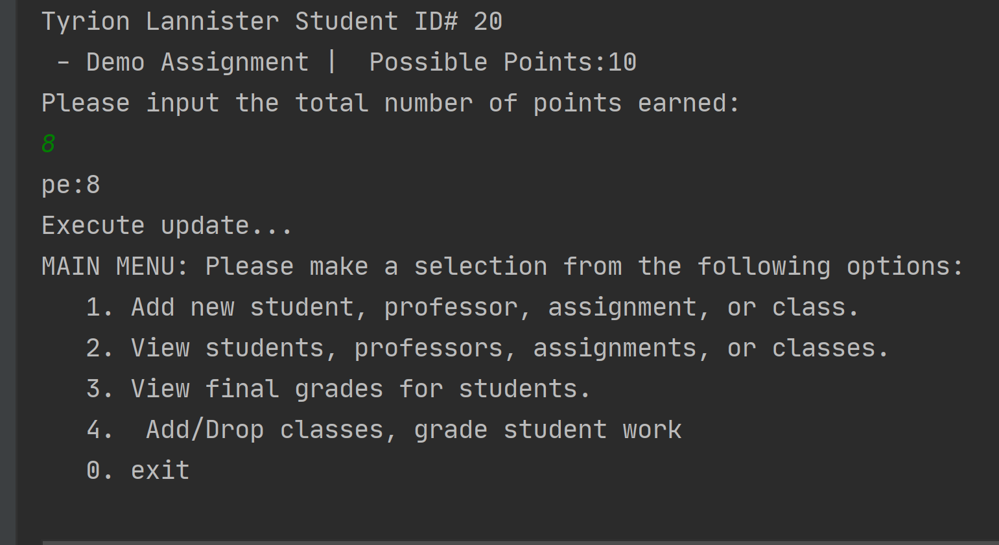 Tyrion Lannister Student ID# 20
 - Demo Assignment |  Possible Points:10
Please input the total number of points earned:
8
pe:8
Execute update...
MAIN MENU: Please make a selection from the following options:
   1. Add new student, professor, assignment, or class.
   2. View students, professors, assignments, or classes.
   3. View final grades for students.
   4.  Add/Drop classes, grade student work
   0. exit